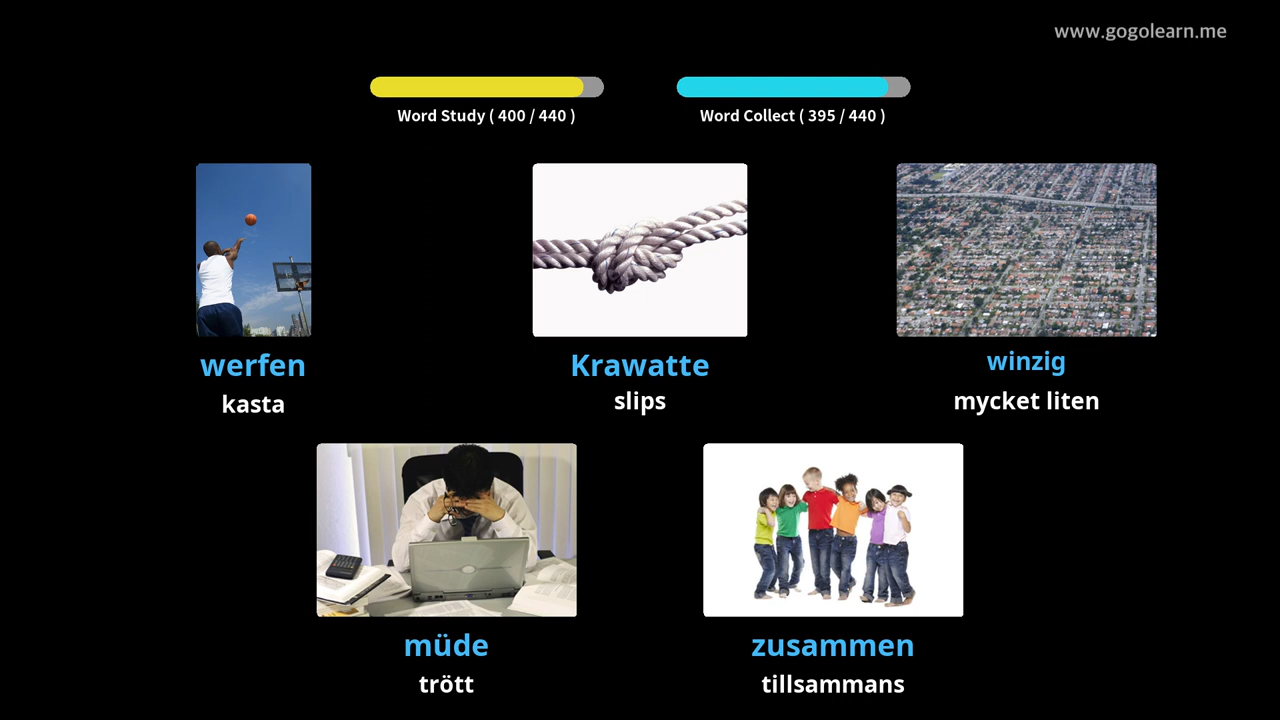 www.gogolearn.me
Word Study ( 400 / 440 )
Word Collect ( 395 / 440 )
werfen
kasta
Krawatte
slips
winzig
mycket liten
müde
trött
zusammen
tillsammans